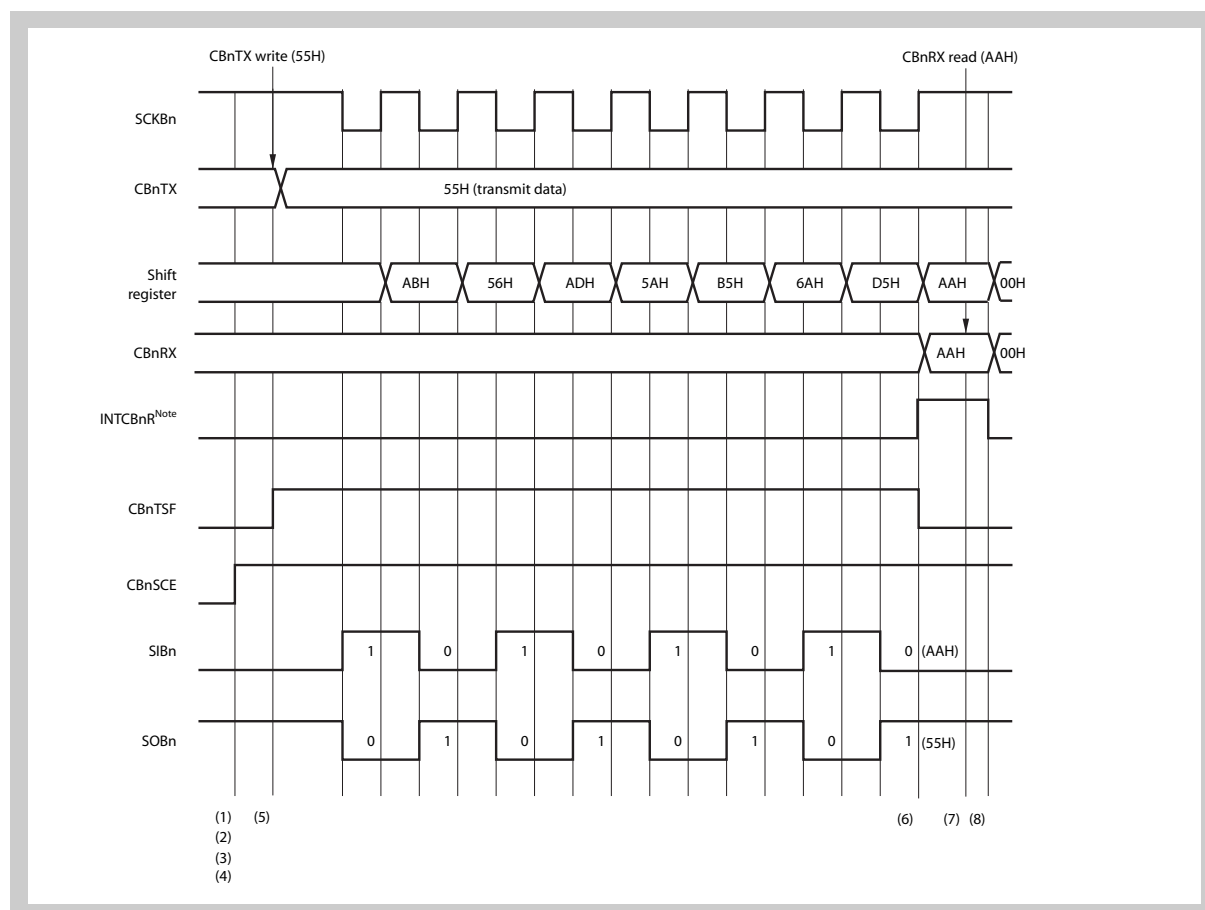 CBnTX write (55H) CBnRX read (AAH)
SCKBn
CBnTX 55H (transmit data)
Shift register ABH 56H ADH 5AH B5H 6AH D5H AAH 00H
CBnRX AAH 00H
INTCBnRNote
CBnTSF
CBnSCE
SIBn 1 0 1 0 1 0 1 0 (AAH)
SOBn 0 1 0 1 0 1 0 1 (55H)
(1) (5) (6) (7) (8)
(2)
(3)
(4)